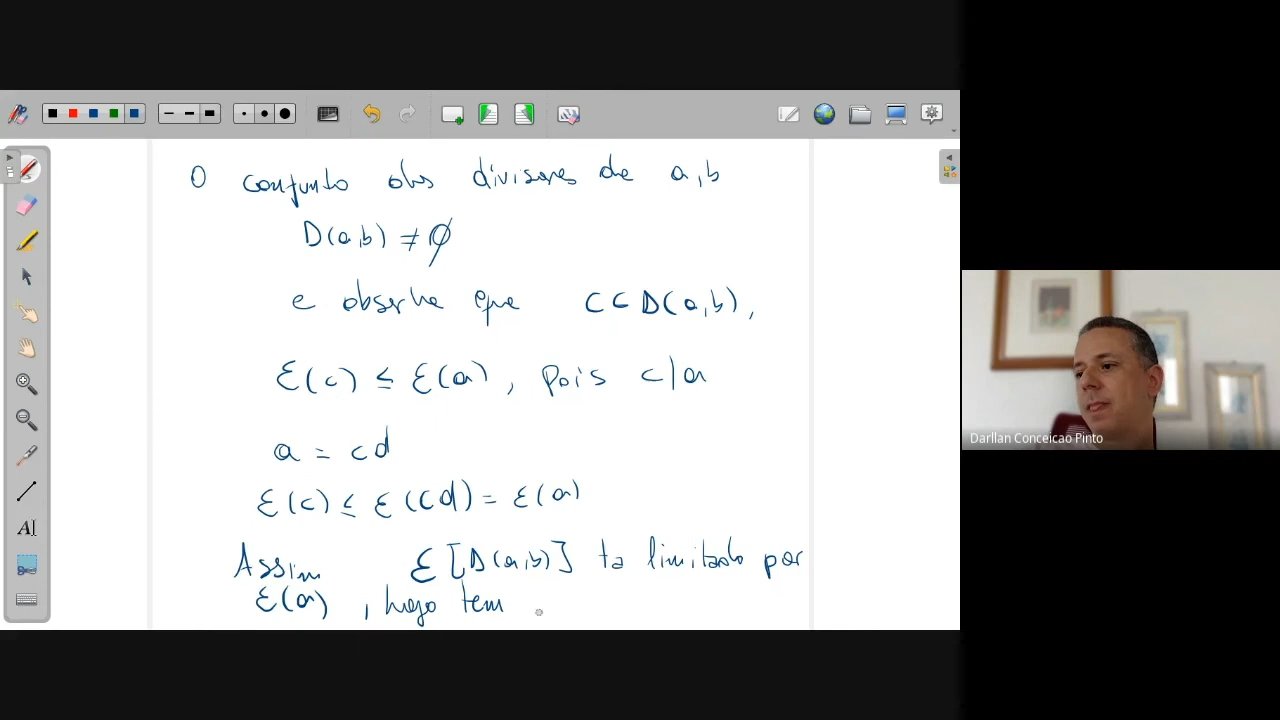 O conjunto dos divisores de a,b
D(a,b) ≠ ∅
e observe que C ⊂ D(a,b),
ε(c) ≤ ε(a), pois c|a
a = cd
ε(c) ≤ ε(cd) = ε(a)
Assim ε[D(a,b)] ta limitado por
ε(a), logo tem
Darllan Conceicao Pinto